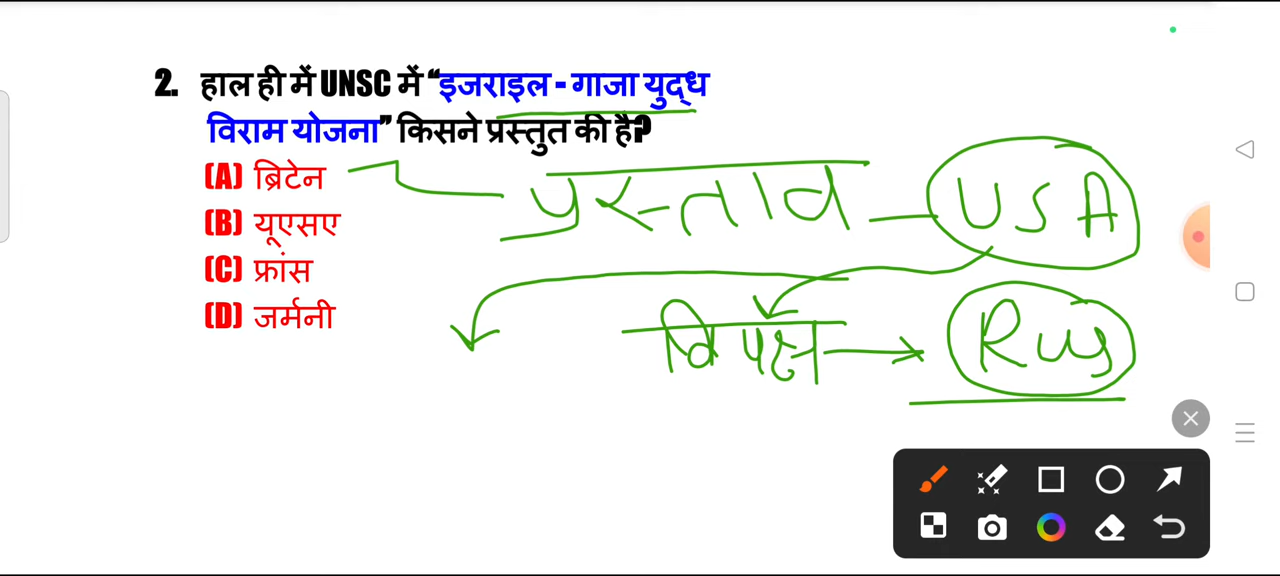 2. हाल ही में UNSC में “इजराइल - गाजा युद्ध
विराम योजना” किसने प्रस्तुत की है?
(A) ब्रिटेन
(B) यूएसए
(C) फ्रांस
(D) जर्मनी
प्रस्ताव - USA
विपक्ष → Rus